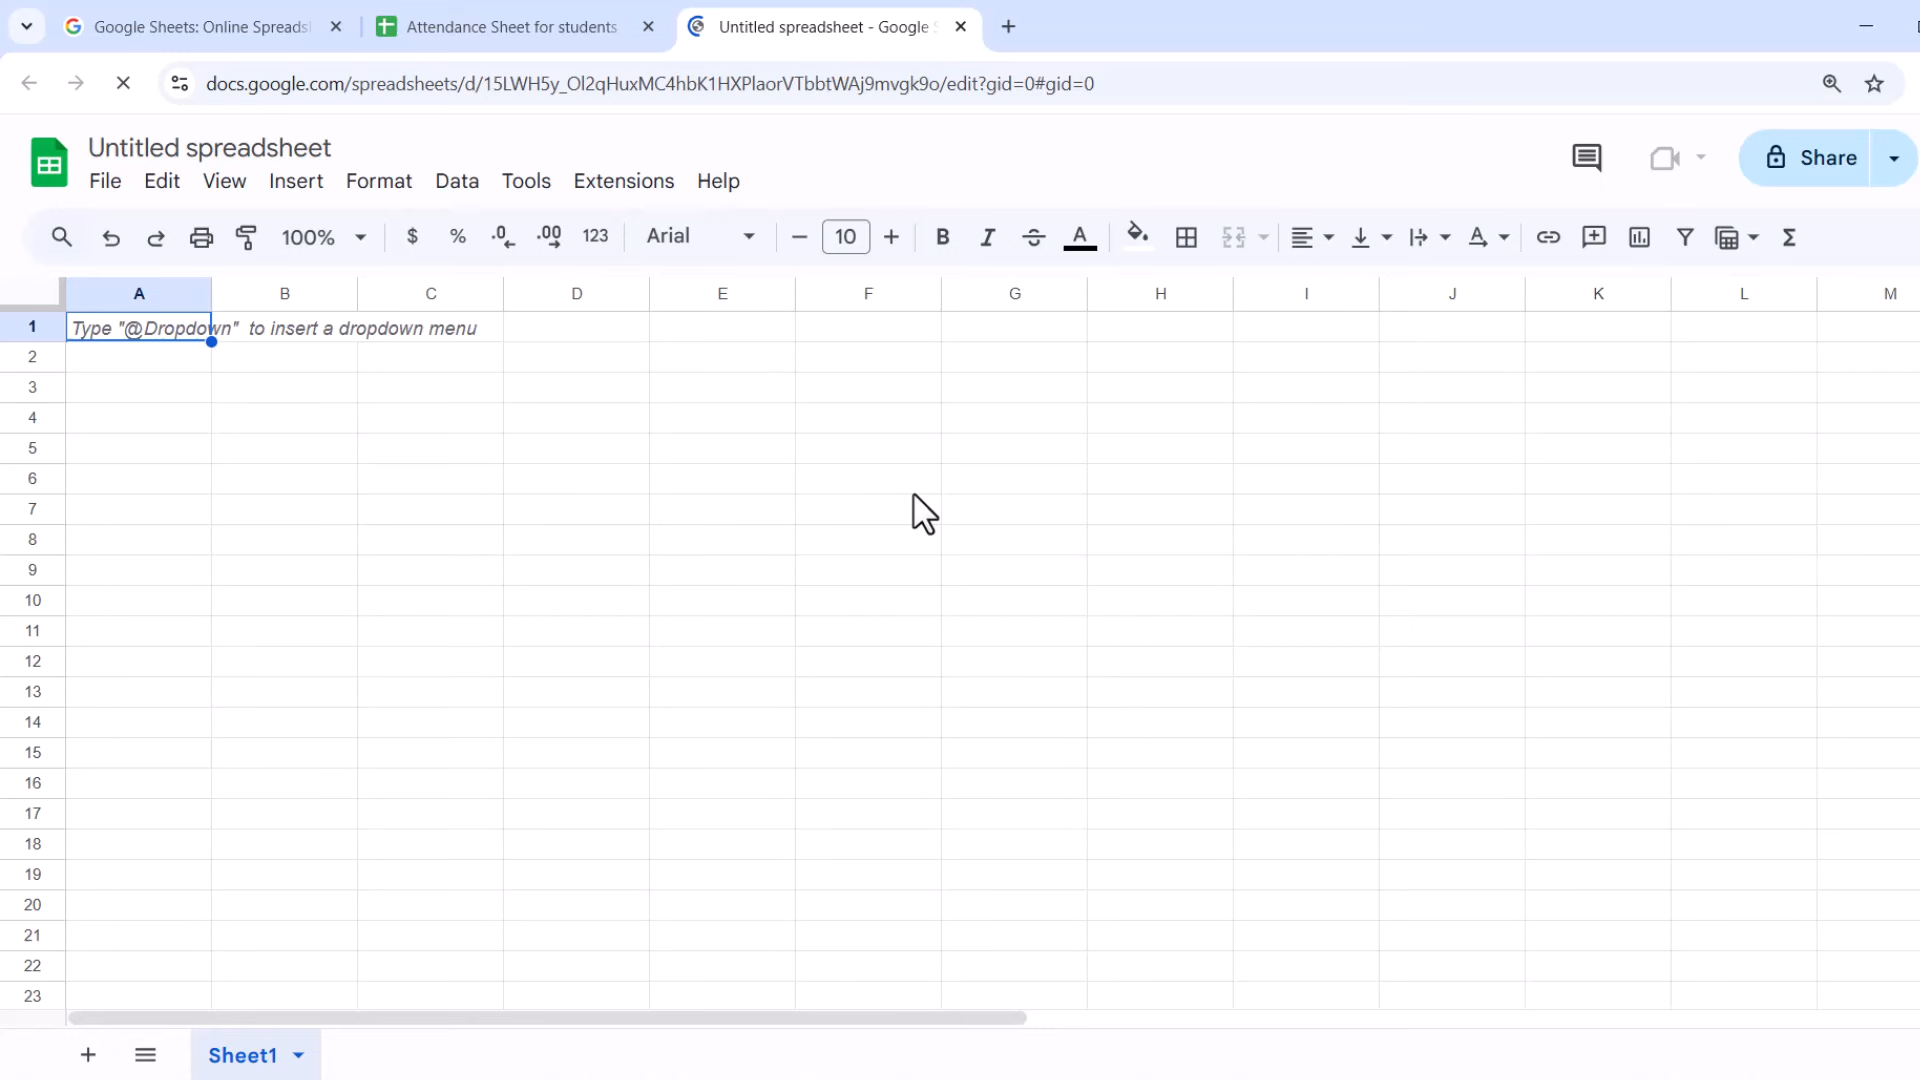 Google Sheets: Online Spreads
Attendance Sheet for students
Untitled spreadsheet - Google S
docs.google.com/spreadsheets/d/15LWH5y_Ol2qHuxMC4hbK1HXPlaorVTbbtWAj9mvgk9o/edit?gid=0#gid=0
Untitled spreadsheet
File Edit View Insert Format Data Tools Extensions Help
Share
100% $ % .0 .00 123 Arial 10 B I A A
A B C D E F G H I J K L M
1 Type "@Dropdown" to insert a dropdown menu
2
3
4
5
6
7
8
9
10
11
12
13
14
15
16
17
18
19
20
21
22
23
Sheet1